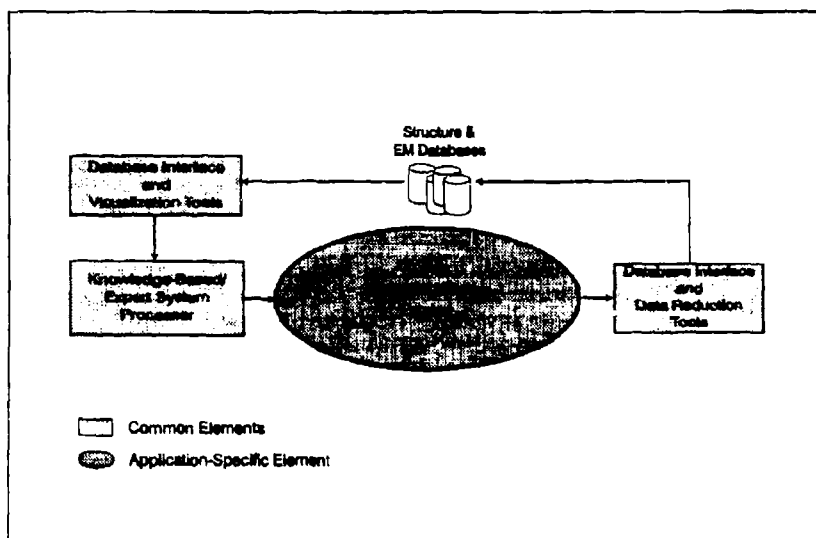 Structure &
EM Databases
Database Interface
and
Visualization Tools
Knowledge-Based/
Expert System
Processor
Database Interface
and
Data Reduction
Tools
Common Elements
Application-Specific Element